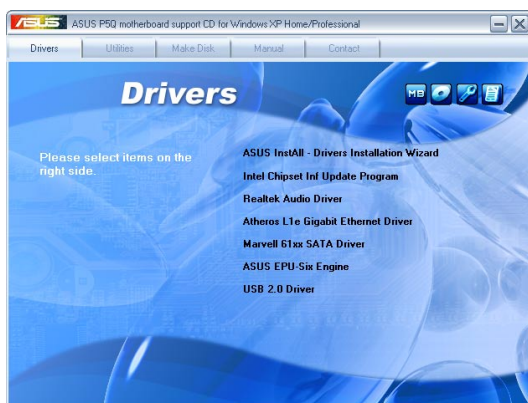 ASUS ASUS P5Q motherboard support CD for Windows XP Home/Professional
Drivers Utilities Make Disk Manual Contact
Drivers
MB
Please select items on the
right side.
ASUS InstAll - Drivers Installation Wizard
Intel Chipset Inf Update Program
Realtek Audio Driver
Atheros L1e Gigabit Ethernet Driver
Marvell 61xx SATA Driver
ASUS EPU-Six Engine
USB 2.0 Driver